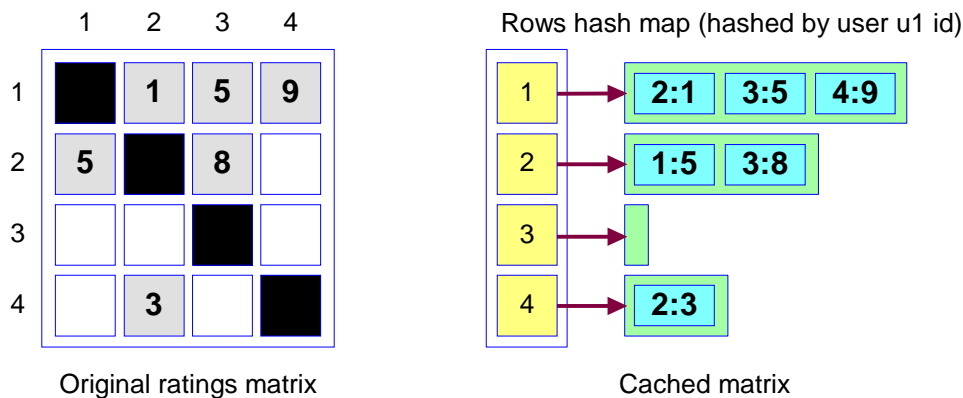 1 2 3 4
Rows hash map (hashed by user u1 id)
1 1 5 9
2 5 8
3
4 3
1 2:1 3:5 4:9
2 1:5 3:8
3
4 2:3
Original ratings matrix
Cached matrix